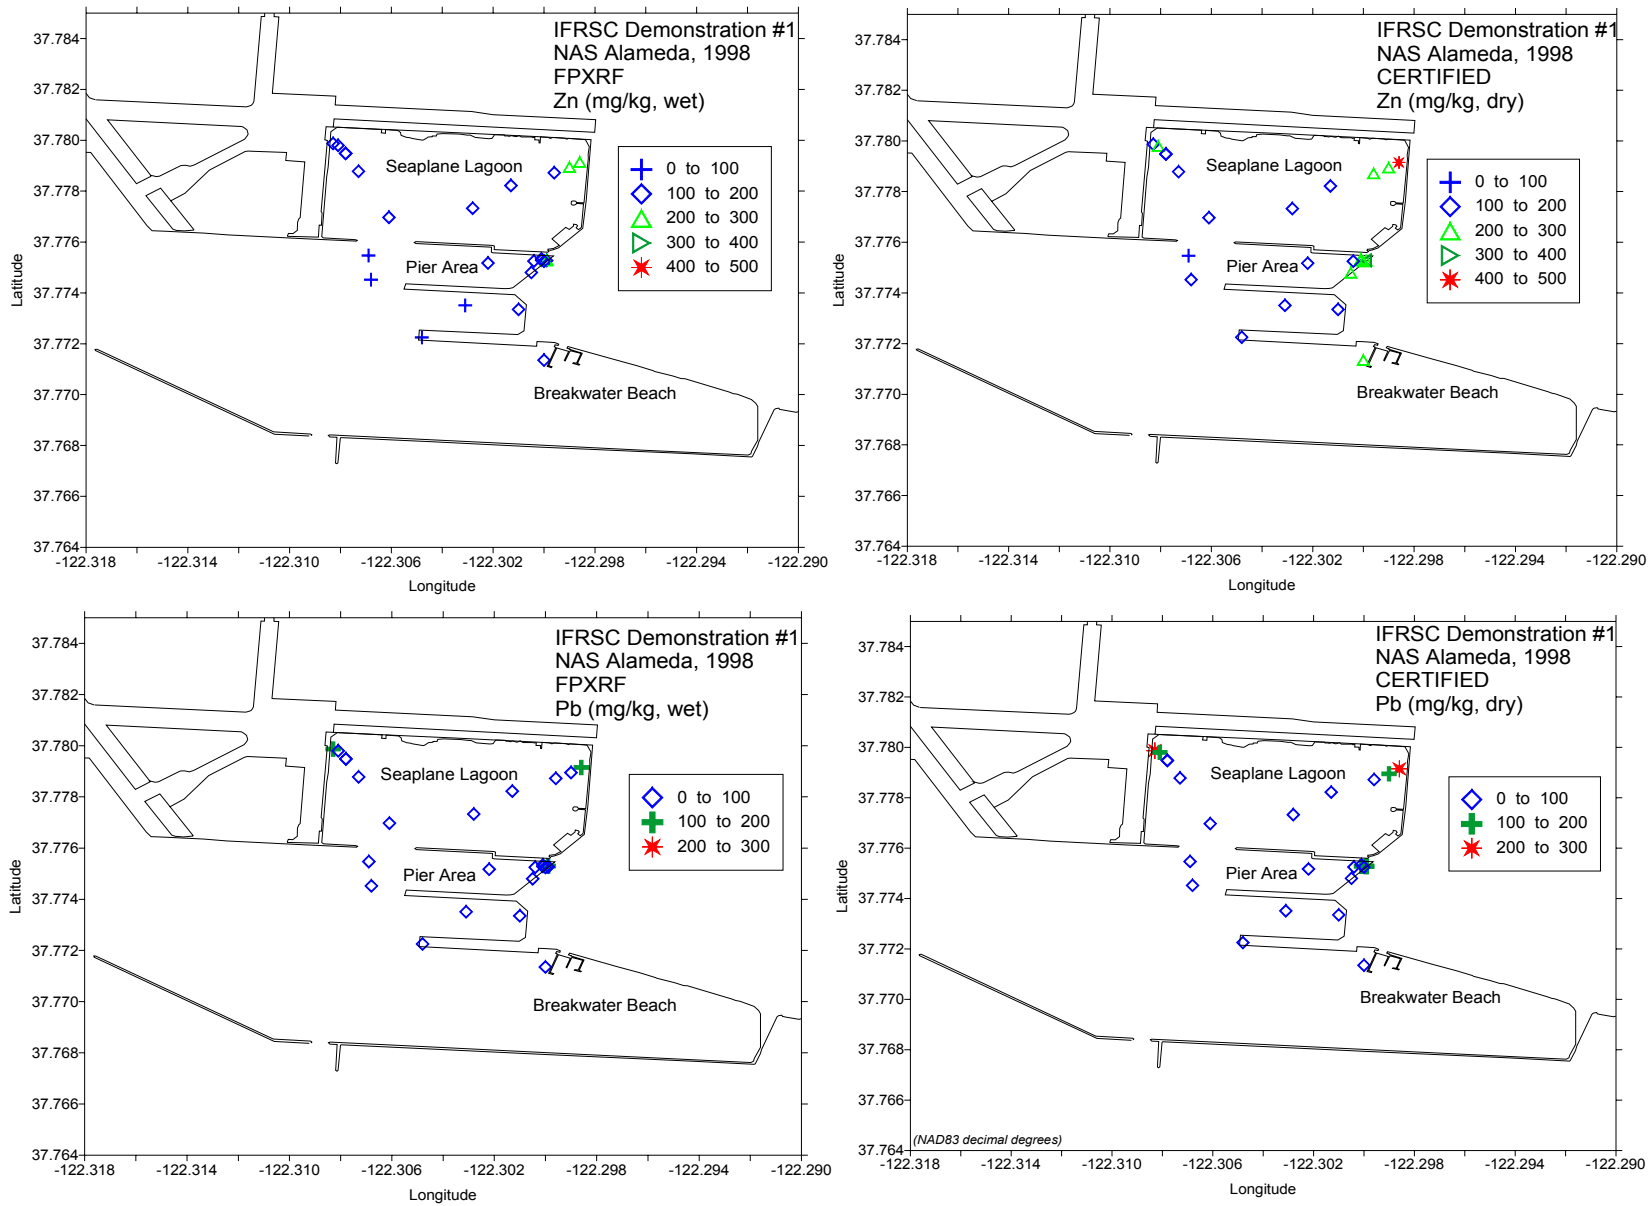 IFRSC Demonstration #1
NAS Alameda, 1998
FPXRF
Zn (mg/kg, wet)
37.784
37.782
37.780
37.778
37.776
37.774
37.772
37.770
37.768
37.766
37.764
Latitude
Seaplane Lagoon
Pier Area
Breakwater Beach
0 to 100
100 to 200
200 to 300
300 to 400
400 to 500
-122.318
-122.314
-122.310
-122.306
-122.302
-122.298
-122.294
-122.290
Longitude
IFRSC Demonstration #1
NAS Alameda, 1998
CERTIFIED
Zn (mg/kg, dry)
37.784
37.782
37.780
37.778
37.776
37.774
37.772
37.770
37.768
37.766
37.764
Latitude
Seaplane Lagoon
Pier Area
Breakwater Beach
0 to 100
100 to 200
200 to 300
300 to 400
400 to 500
-122.318
-122.314
-122.310
-122.306
-122.302
-122.298
-122.294
-122.290
Longitude
IFRSC Demonstration #1
NAS Alameda, 1998
FPXRF
Pb (mg/kg, wet)
37.784
37.782
37.780
37.778
37.776
37.774
37.772
37.770
37.768
37.766
37.764
Latitude
Seaplane Lagoon
Pier Area
Breakwater Beach
0 to 100
100 to 200
200 to 300
-122.318
-122.314
-122.310
-122.306
-122.302
-122.298
-122.294
-122.290
Longitude
IFRSC Demonstration #1
NAS Alameda, 1998
CERTIFIED
Pb (mg/kg, dry)
37.784
37.782
37.780
37.778
37.776
37.774
37.772
37.770
37.768
37.766
37.764
Latitude
Seaplane Lagoon
Pier Area
Breakwater Beach
0 to 100
100 to 200
200 to 300
(NAD83 decimal degrees)
-122.318
-122.314
-122.310
-122.306
-122.302
-122.298
-122.294
-122.290
Longitude